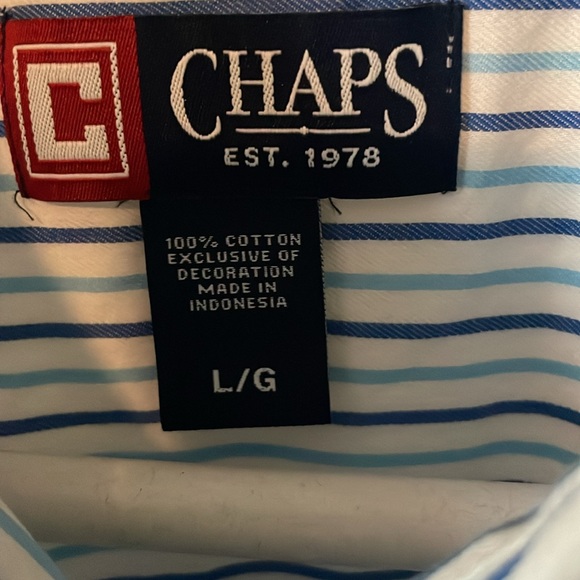 C
CHAPS
EST. 1978
100% COTTON
EXCLUSIVE OF
DECORATION
MADE IN
INDONESIA
L/G